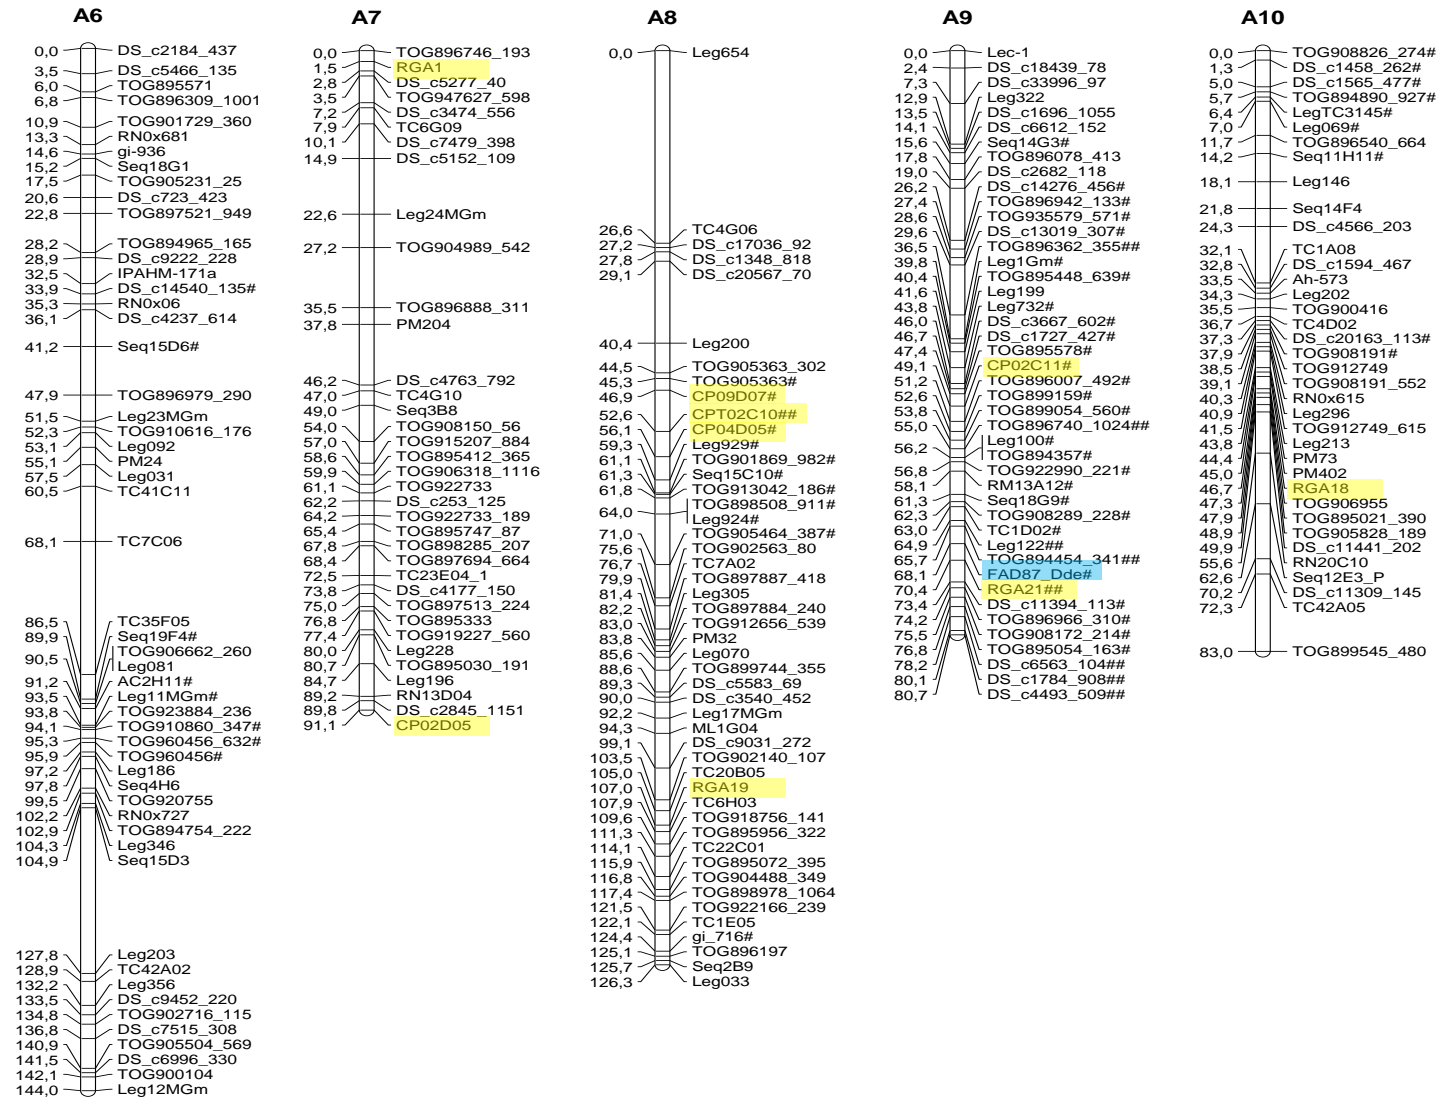 A6
0,0 DS_c2184_437
3,5 DS_c5466_135
6,0 TOG895571
6,8 TOG896309_1001
10,9 TOG901729_360
13,3 RN0x681
14,6 gi-936
15,2 Seq18G1
17,5 TOG905231_25
20,6 DS_c723_423
22,8 TOG897521_949
28,2 TOG894965_165
28,9 DS_c9222_228
32,5 IPAHM-171a
33,9 DS_c14540_135#
35,3 RN0x06
36,1 DS_c4237_614
41,2 Seq15D6#
47,9 TOG896979_290
51,5 Leg23MGm
52,3 TOG910616_176
53,1 Leg092
55,1 PM24
57,5 Leg031
60,5 TC41C11
68,1 TC7C06
86,5 TC35F05
89,9 Seq19F4#
TOG906662_260
90,5 Leg081
91,2 AC2H11#
93,5 Leg11MGm#
93,8 TOG923884_236
94,1 TOG910860_347#
95,3 TOG960456_632#
95,9 TOG960456#
97,2 Leg186
97,8 Seq4H6
99,5 TOG920755
102,2 RN0x727
102,9 TOG894754_222
104,3 Leg346
104,9 Seq15D3
127,8 Leg203
128,9 TC42A02
132,2 Leg356
133,5 DS_c9452_220
134,8 TOG902716_115
136,8 DS_c7515_308
140,9 TOG905504_569
141,5 DS_c6996_330
142,1 TOG900104
144,0 Leg12MGm
A7
0,0 TOG896746_193
1,5 RGA1
2,8 DS_c5277_40
3,5 TOG947627_598
7,2 DS_c3474_556
7,9 TC6G09
10,1 DS_c7479_398
14,9 DS_c5152_109
22,6 Leg24MGm
27,2 TOG904989_542
35,5 TOG896888_311
37,8 PM204
46,2 DS_c4763_792
47,0 TC4G10
49,0 Seq3B8
54,0 TOG908150_56
57,0 TOG915207_884
58,6 TOG895412_365
59,9 TOG906318_1116
61,1 TOG922733
62,2 DS_c253_125
64,2 TOG922733_189
65,4 TOG895747_87
67,8 TOG898285_207
68,4 TOG897694_664
72,5 TC23E04_1
73,8 DS_c4177_150
75,0 TOG897513_224
76,8 TOG895333
77,4 TOG919227_560
80,0 Leg228
80,7 TOG895030_191
84,7 Leg196
89,2 RN13D04
89,8 DS_c2845_1151
91,1 CP02D05
A8
0,0 Leg654
26,6 TC4G06
27,2 DS_c17036_92
27,8 DS_c1348_818
29,1 DS_c20567_70
40,4 Leg200
44,5 TOG905363_302
45,3 TOG905363#
46,9 CP09D07#
52,6 CPT02C10##
56,1 CP04D05#
59,3 Leg929#
61,1 TOG901869_982#
61,3 Seq15C10#
61,8 TOG913042_186#
64,0 TOG898508_911#
Leg924#
71,0 TOG905464_387#
75,6 TOG902563_80
76,7 TC7A02
79,9 TOG897887_418
81,4 Leg305
82,2 TOG897884_240
83,0 TOG912656_539
83,8 PM32
85,6 Leg070
88,6 TOG899744_355
89,3 DS_c5583_69
90,0 DS_c3540_452
92,2 Leg17MGm
94,3 ML1G04
99,1 DS_c9031_272
103,5 TOG902140_107
105,0 TC20B05
107,0 RGA19
107,9 TC6H03
109,6 TOG918756_141
111,3 TOG895956_322
114,1 TC22C01
115,9 TOG895072_395
116,8 TOG904488_349
117,4 TOG898978_1064
121,5 TOG922166_239
122,1 TC1E05
124,4 gi_716#
125,1 TOG896197
125,7 Seq2B9
126,3 Leg033
A9
0,0 Lec-1
2,4 DS_c18439_78
7,3 DS_c33996_97
12,9 Leg322
13,5 DS_c1696_1055
14,1 DS_c6612_152
15,6 Seq14G3#
17,8 TOG896078_413
19,0 DS_c2682_118
26,2 DS_c14276_456#
27,4 TOG896942_133#
28,6 TOG935579_571#
29,6 DS_c13019_307#
36,5 TOG896362_355##
39,8 Leg1Gm#
40,4 TOG895448_639#
41,6 Leg199
43,8 Leg732#
46,0 DS_c3667_602#
46,7 DS_c1727_427#
47,4 TOG895578#
49,1 CP02C11#
51,2 TOG896007_492#
52,6 TOG899159#
53,8 TOG899054_560#
55,0 TOG896740_1024##
56,2 Leg100#
TOG894357#
56,8 TOG922990_221#
58,1 RM13A12#
61,3 Seq18G9#
62,3 TOG908289_228#
63,0 TC1D02#
64,9 Leg122##
65,7 TOG894454_341##
68,1 FAD87_Dde#
70,4 RGA21##
73,4 DS_c11394_113#
74,2 TOG896966_310#
75,5 TOG908172_214#
76,8 TOG895054_163#
78,2 DS_c6563_104##
80,1 DS_c1784_908##
80,7 DS_c4493_509##
A10
0,0 TOG908826_274#
1,3 DS_c1458_262#
5,0 DS_c1565_477#
5,7 TOG894890_927#
6,4 LegTC3145#
7,0 Leg069#
11,7 TOG896540_664
14,2 Seq11H11#
18,1 Leg146
21,8 Seq14F4
24,3 DS_c4566_203
32,1 TC1A08
32,8 DS_c1594_467
33,5 Ah-573
34,3 Leg202
35,5 TOG900416
36,7 TC4D02
37,3 DS_c20163_113#
37,9 TOG908191#
38,5 TOG912749
39,1 TOG908191_552
40,3 RN0x615
40,9 Leg296
41,5 TOG912749_615
43,8 Leg213
44,4 PM73
45,0 PM402
46,7 RGA18
47,3 TOG906955
47,9 TOG895021_390
48,9 TOG905828_189
49,9 DS_c11441_202
55,6 RN20C10
62,6 Seq12E3_P
70,2 DS_c11309_145
72,3 TC42A05
83,0 TOG899545_480